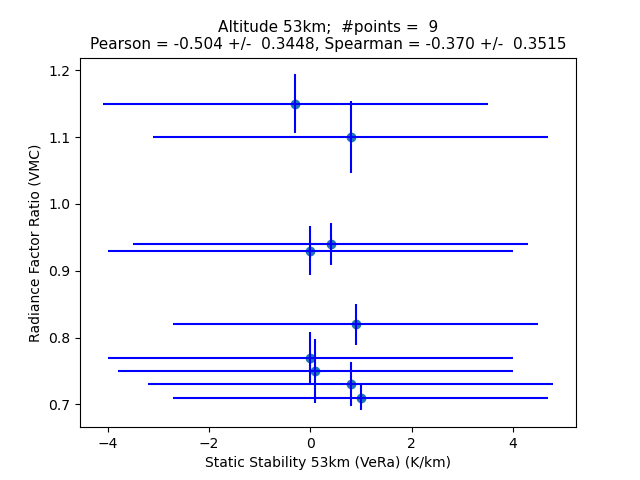 Altitude 53km;  #points =  9
Pearson = -0.504 +/-  0.3448, Spearman = -0.370 +/-  0.3515
1.2
1.1
1.0
0.9
0.8
0.7
Radiance Factor Ratio (VMC)
−4
−2
0
2
4
Static Stability 53km (VeRa) (K/km)